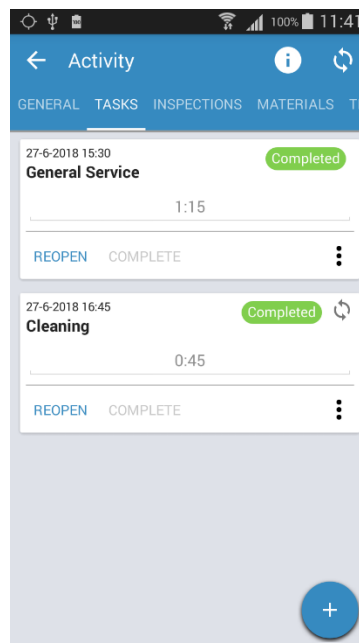 100% 11:41
Activity
GENERAL TASKS INSPECTIONS MATERIALS
27-6-2018 15:30 Completed
General Service
1:15
REOPEN COMPLETE
27-6-2018 16:45 Completed
Cleaning
0:45
REOPEN COMPLETE